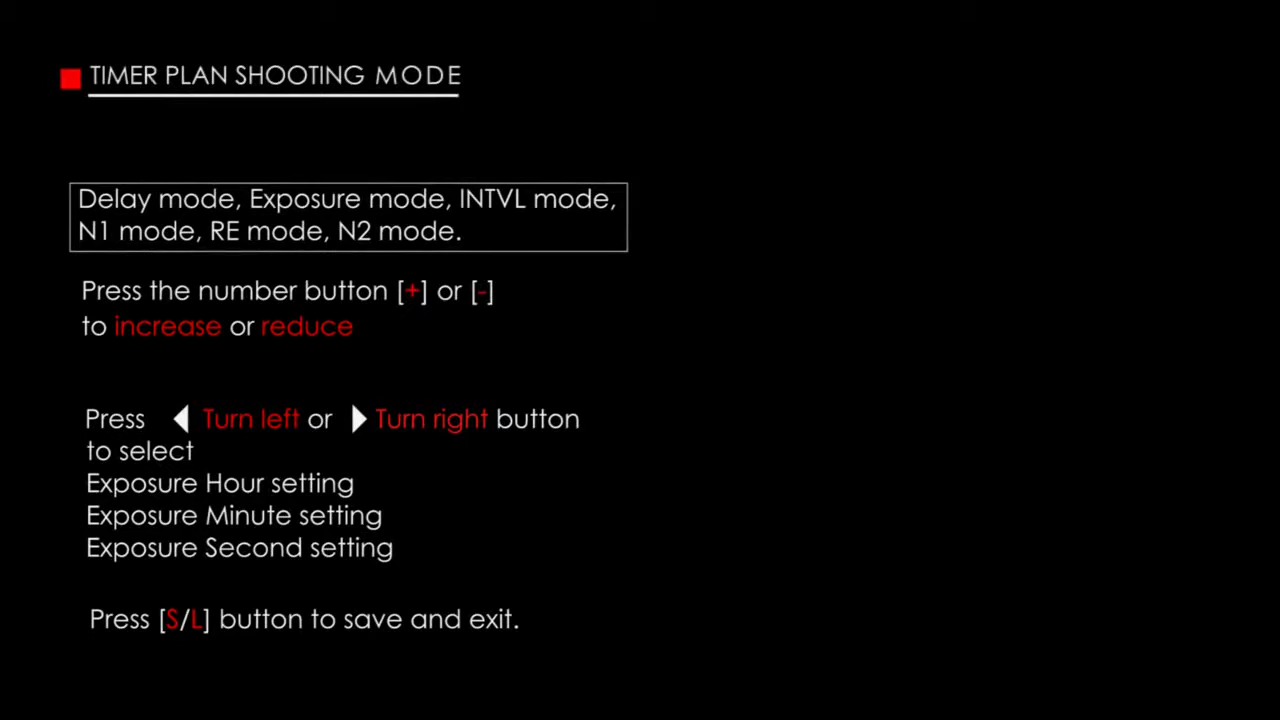 TIMER PLAN SHOOTING MODE
Delay mode, Exposure mode, INTVL mode,
N1 mode, RE mode, N2 mode.
Press the number button [+] or [-]
to increase or reduce
Press ◀ Turn left or ▶ Turn right button
to select
Exposure Hour setting
Exposure Minute setting
Exposure Second setting
Press [S/L] button to save and exit.